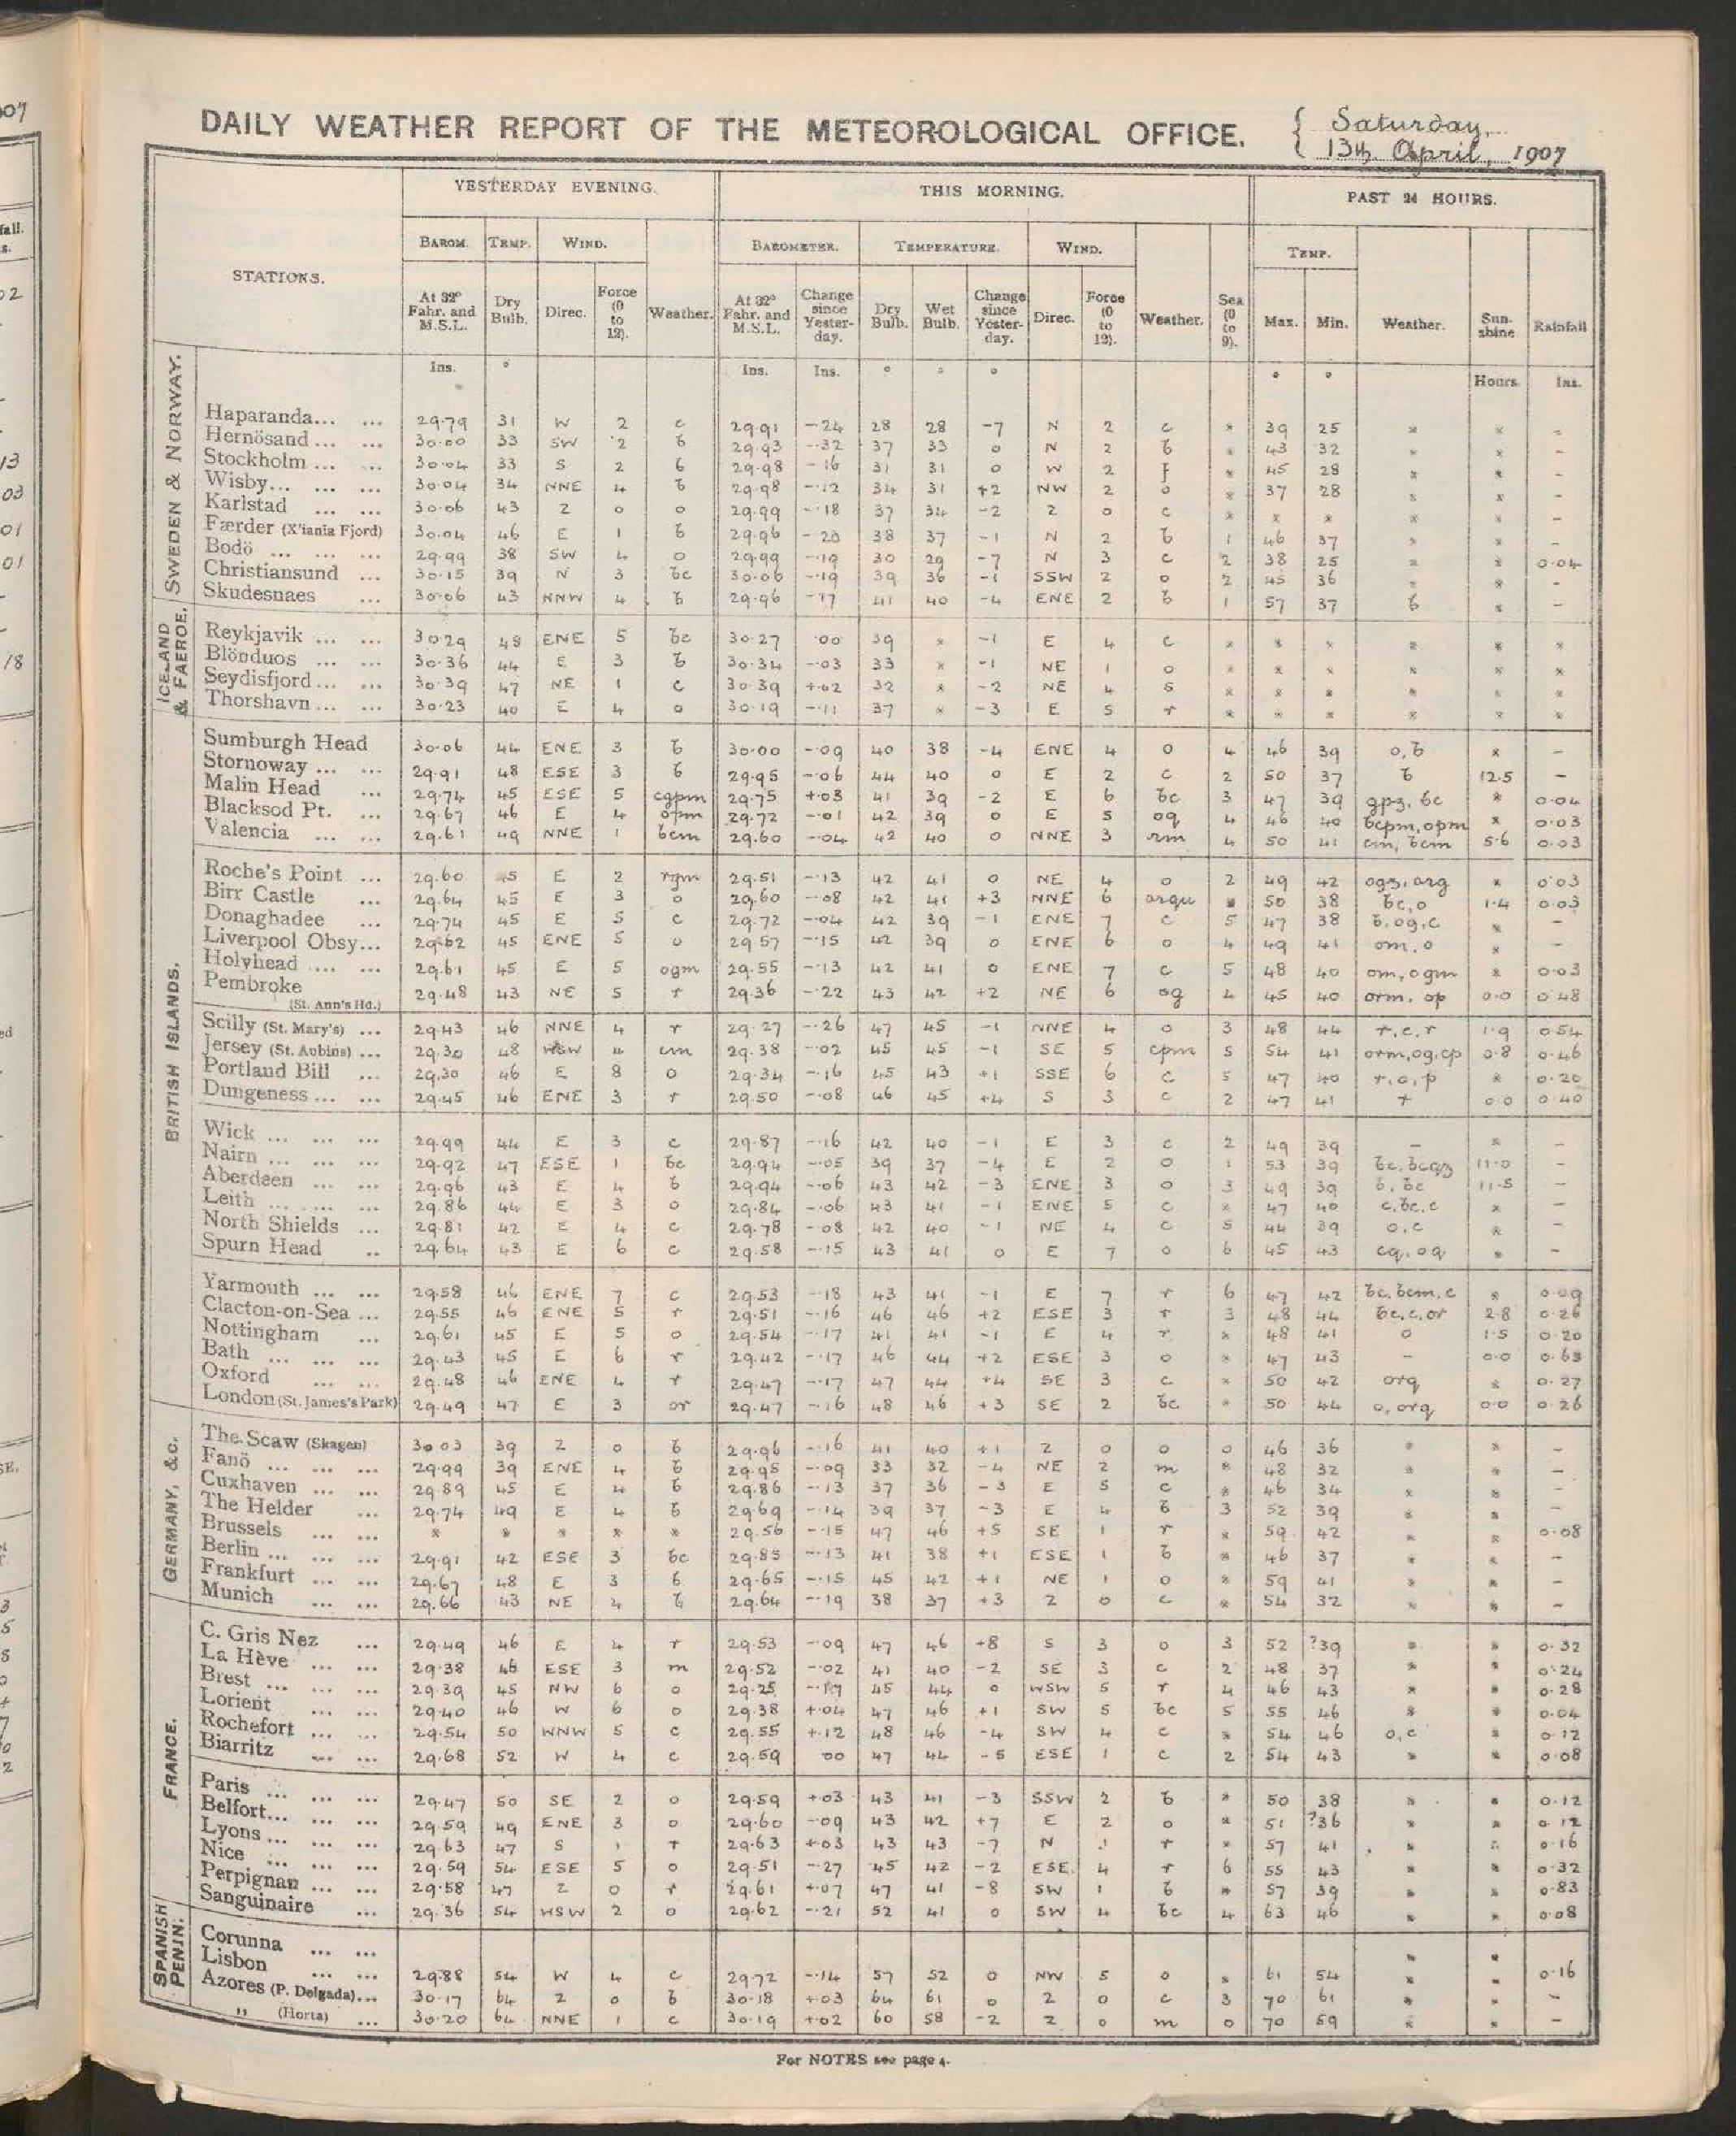 DAILY WEATHER REPORT OF THE METEOROLOGICAL OFFICE. { Saturday, 13th April, 1907
YESTERDAY EVENING. THIS MORNING. PAST 24 HOURS.
BAROM. TEMP. WIND. BAROMETER. TEMPERATURE. WIND. TEMP.
STATIONS. At 32° Fahr. and M.S.L. Dry Bulb. Direc. Force (0 to 12). Weather. At 32° Fahr. and M.S.L. Change since Yesterday. Dry Bulb. Wet Bulb. Change since Yesterday. Direc. Force (0 to 12). Weather. Sea (0 to 9). Max. Min. Weather. Sunshine Rainfall
Ins. ° Ins. Ins. ° ° ° ° ° Hours Ins.
SWEDEN & NORWAY.
Haparanda... ... 29.79 31 W 2 c 29.91 -.24 28 28 -7 N 2 c * 39 25 * * -
Hernösand ... ... 30.00 33 SW 2 b 29.93 -.32 37 33 0 N 2 b * 43 32 * * -
Stockholm ... ... 30.04 33 S 2 b 29.98 -.16 31 31 0 W 2 f * 45 28 * * -
Wisby... ... ... 30.04 34 NNE 4 b 29.98 -.12 34 31 +2 NW 2 o * 37 28 * * -
Karlstad ... ... 30.06 43 Z 0 o 29.99 -.18 37 34 -2 Z 0 c * * * * * -
Færder (X'iania Fjord) 30.04 46 E 1 b 29.96 -.20 38 37 -1 N 2 b 1 46 37 * * -
Bodö ... ... ... 29.99 38 SW 4 o 29.99 -.19 30 29 -7 N 3 c 2 38 25 * * 0.04
Christiansund ... 30.15 39 N 3 bc 30.06 -.19 39 36 -1 SSW 2 o 2 45 36 * * -
Skudesnaes ... 30.06 43 NNW 4 b 29.96 -.17 41 40 -4 ENE 2 b 1 57 37 b * -
ICELAND & FAEROE.
Reykjavik ... ... 30.29 48 ENE 5 bc 30.27 .00 39 * -1 E 4 c * * * * * *
Blönduos ... ... 30.36 44 E 3 b 30.34 -.03 33 * -1 NE 1 o * * * * * *
Seydisfjord... ... 30.39 47 NE 1 c 30.39 +.02 32 * -2 NE 4 s * * * * * *
Thorshavn ... ... 30.23 40 E 4 o 30.19 -.11 37 * -3 E 5 r * * * * * *
BRITISH ISLANDS.
Sumburgh Head 30.06 44 ENE 3 b 30.00 -.09 40 38 -4 ENE 4 o 4 46 39 o,b * -
Stornoway ... ... 29.91 48 ESE 3 b 29.95 -.06 44 40 0 E 2 c 2 50 37 b 12.5 -
Malin Head ... 29.74 45 ESE 5 cgpm 29.75 +.03 41 39 -2 E 6 bc 3 47 39 gpz, bc * 0.04
Blacksod Pt. ... 29.67 46 E 4 opm 29.72 -.01 42 39 0 E 5 oq 4 46 40 bcpm, opm * 0.03
Valencia ... ... 29.61 49 NNE 1 bcm 29.60 -.04 42 40 0 NNE 3 rm 4 50 41 cm, bcm 5.6 0.03
Roche's Point ... 29.60 45 E 2 rgm 29.51 -.13 42 41 0 NE 4 o 2 49 42 ogz, org * 0.03
Birr Castle ... 29.64 45 E 3 o 29.60 -.08 42 41 +3 NNE 6 orqu * 50 38 bc,o 1.4 0.03
Donaghadee ... 29.74 45 E 5 c 29.72 -.04 42 39 -1 ENE 7 c 5 47 38 b,og,c * -
Liverpool Obsy... 29.62 45 ENE 5 o 29.57 -.15 42 39 0 ENE 6 o 4 49 41 om,o * -
Holyhead ... ... 29.61 45 E 5 ogm 29.55 -.13 42 41 0 ENE 7 c 5 48 40 om, ogm * 0.03
Pembroke (St. Ann's Hd.) 29.48 43 NE 5 r 29.36 -.22 43 42 +2 NE 6 og 4 45 40 orm, op 0.0 0.48
Scilly (St. Mary's) ... 29.43 46 NNE 4 r 29.27 -.26 47 45 -1 NNE 4 o 3 48 44 r,c,r 1.9 0.54
Jersey (St. Aubins) ... 29.30 48 WSW 4 cm 29.38 -.02 45 45 -1 SE 5 cpm 5 54 41 orm,og,cp 0.8 0.46
Portland Bill ... 29.30 46 E 8 o 29.34 -.16 45 43 +1 SSE 6 c 5 47 40 r,o,p * 0.20
Dungeness ... ... 29.45 46 ENE 3 r 29.50 -.08 46 45 +4 S 3 c 2 47 41 r 0.0 0.40
Wick ... ... ... 29.99 44 E 3 c 29.87 -.16 42 40 -1 E 3 c 2 49 39 - * -
Nairn ... ... ... 29.92 47 ESE 1 bc 29.94 -.05 39 37 -4 E 2 o 1 53 39 bc, bcqz 11.0 -
Aberdeen ... ... 29.96 43 E 4 b 29.94 -.06 43 42 -3 ENE 3 o 3 49 39 b, bc 11.5 -
Leith ... ... ... 29.86 44 E 3 o 29.84 -.06 43 41 -1 ENE 5 c * 47 40 c,bc,c * -
North Shields ... 29.81 42 E 4 c 29.78 -.08 42 40 -1 NE 4 c 5 44 39 o,c * -
Spurn Head .. 29.64 43 E 6 c 29.58 -.15 43 41 0 E 7 o 6 45 43 cq, oq * -
Yarmouth ... ... 29.58 46 ENE 7 c 29.53 -.18 43 41 -1 E 7 r 6 47 42 bc, bcm, c * 0.09
Clacton-on-Sea ... 29.55 46 ENE 5 r 29.51 -.16 46 46 +2 ESE 3 r 3 48 44 bc,c,or 2.8 0.26
Nottingham ... 29.61 45 E 5 o 29.54 -.17 41 41 -1 E 4 r * 48 41 o 1.5 0.20
Bath ... ... ... 29.43 45 E 6 r 29.42 -.17 46 44 +2 ESE 3 o * 47 43 - 0.0 0.63
Oxford ... ... 29.48 46 ENE 4 r 29.47 -.17 47 44 +4 SE 3 c * 50 42 orq * 0.27
London (St. James's Park) 29.49 47 E 3 or 29.47 -.16 48 46 +3 SE 2 bc * 50 44 o, orq 0.0 0.26
GERMANY, &c.
The Scaw (Skagen) 30.03 39 Z 0 b 29.96 -.16 41 40 +1 Z 0 o 0 46 36 * * -
Fanö ... ... ... 29.99 39 ENE 4 b 29.95 -.09 33 32 -4 NE 2 m * 48 32 * * -
Cuxhaven ... ... 29.89 45 E 4 b 29.86 -.13 37 36 -3 E 5 c * 46 34 * * -
The Helder ... 29.74 49 E 4 b 29.69 -.14 39 37 -3 E 4 b 3 52 39 * * -
Brussels ... ... * * * * * 29.56 -.15 47 46 +5 SE 1 r * 59 42 * * 0.08
Berlin ... ... ... 29.91 42 ESE 3 bc 29.85 -.13 41 38 +1 ESE 1 b * 46 37 * * -
Frankfurt ... ... 29.67 48 E 3 b 29.65 -.15 45 42 +1 NE 1 o * 59 41 * * -
Munich ... ... 29.66 43 NE 4 b 29.64 -.19 38 37 +3 Z 0 c * 54 32 * * -
FRANCE.
C. Gris Nez ... 29.49 46 E 4 r 29.53 -.09 47 46 +8 S 3 o 3 52 ?39 * * 0.32
La Hève ... ... 29.38 46 ESE 3 m 29.52 -.02 41 40 -2 SE 3 c 2 48 37 * * 0.24
Brest ... ... ... 29.39 45 NW 6 o 29.25 45 44 0 WSW 5 r 4 46 43 * * 0.28
Lorient ... ... 29.40 46 W 6 o 29.38 +.04 47 46 +1 SW 5 bc 5 55 46 * * 0.04
Rochefort ... ... 29.54 50 WNW 5 c 29.55 +.12 48 46 -4 SW 4 c * 54 46 o,c * 0.12
Biarritz ... ... 29.68 52 W 4 c 29.59 .00 47 44 -5 ESE 1 c 2 54 43 * * 0.08
Paris ... ... ... 29.47 50 SE 2 o 29.59 +.03 43 41 -3 SSW 2 b * 50 38 * * 0.12
Belfort... ... ... 29.59 49 ENE 3 o 29.60 -.09 43 42 +7 E 2 o * 51 ?36 * * 0.12
Lyons ... ... ... 29.63 47 S 1 r 29.63 +.03 43 43 -7 N 1 r * 57 41 * * 0.16
Nice ... ... ... 29.59 54 ESE 5 o 29.51 -.27 45 42 -2 ESE 4 r 6 55 43 * * 0.32
Perpignan ... ... 29.58 47 Z 0 r 29.61 +.07 47 41 -8 SW 1 b * 57 39 * * 0.83
Sanguinaire ... 29.36 54 WSW 2 o 29.62 -.21 52 41 0 SW 4 bc 4 63 46 * * 0.08
SPANISH PENIN.
Corunna ... ... * *
Lisbon ... ... 29.88 54 W 4 c 29.72 -.14 57 52 0 NW 5 o * 61 54 * * 0.16
Azores (P. Delgada)... 30.17 64 Z 0 b 30.18 +.03 64 61 0 Z 0 c 3 70 61 * * -
" (Horta) ... 30.20 64 NNE 1 c 30.19 +.02 60 58 -2 Z 0 m 0 70 59 * * -
For NOTES see page 4.